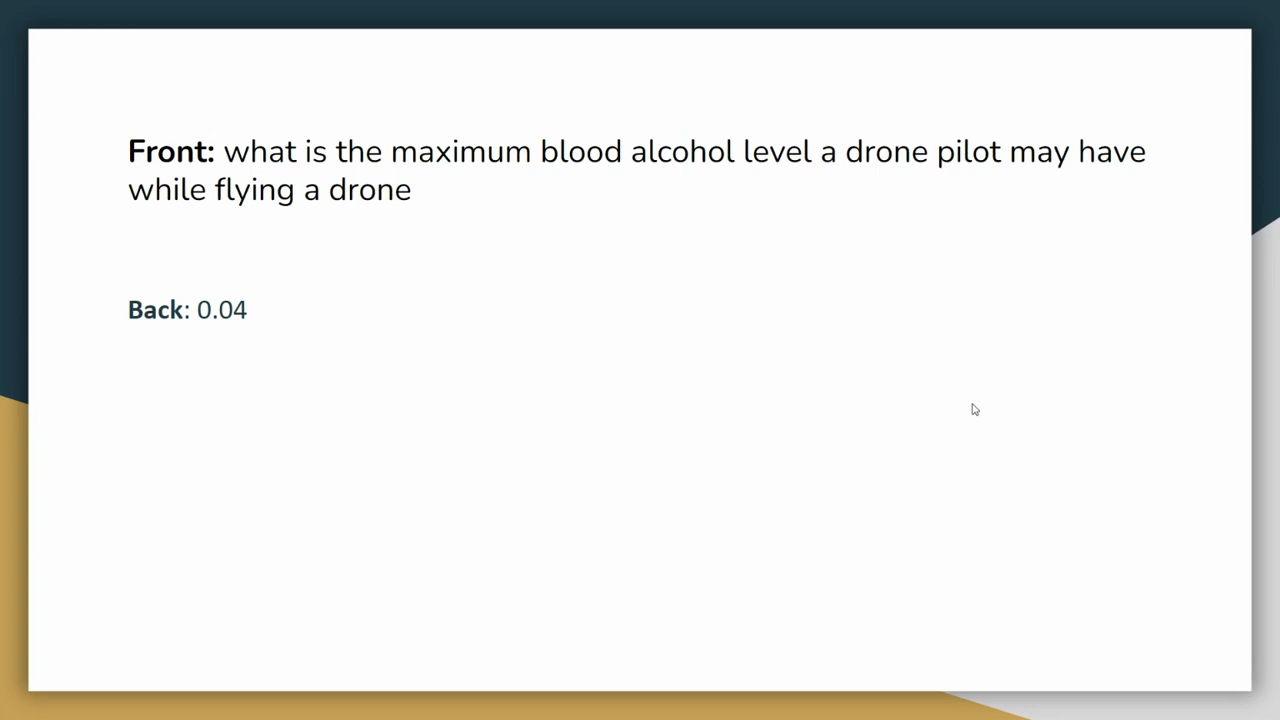 Front: what is the maximum blood alcohol level a drone pilot may have
while flying a drone
Back: 0.04